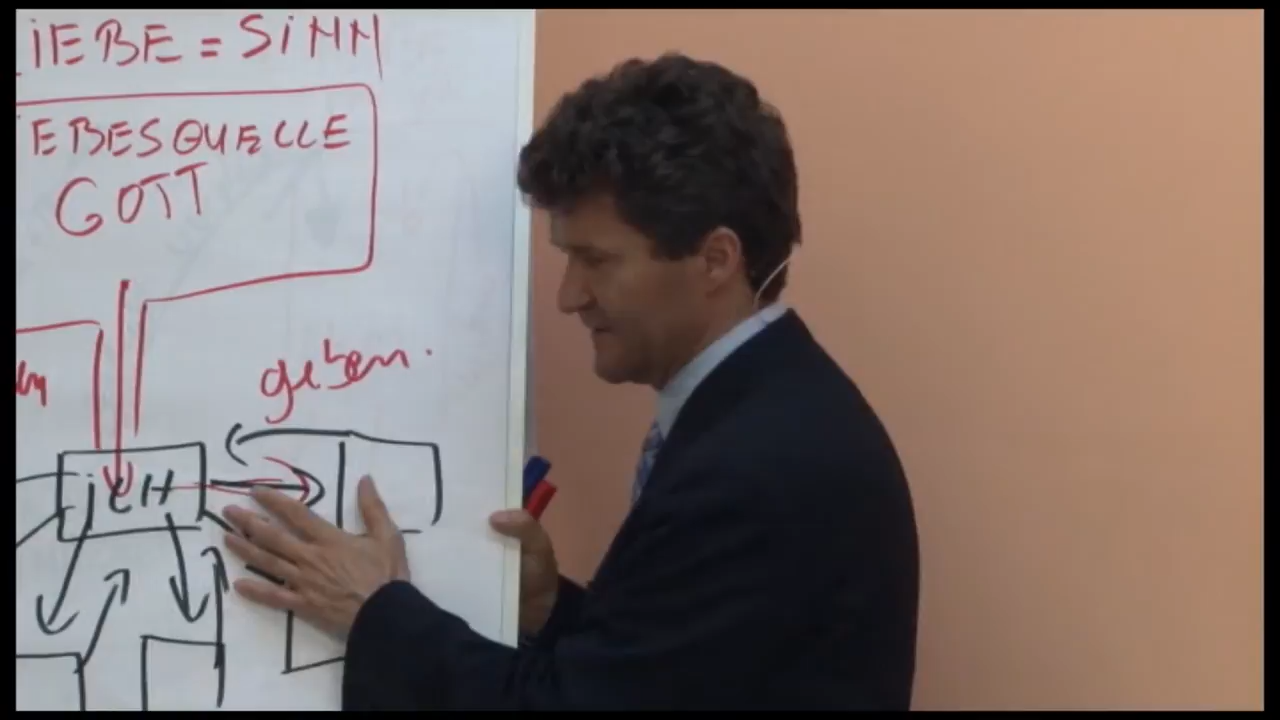 iEBE = SiNN
EBESQUELLE
GOTT
geben.
iCH